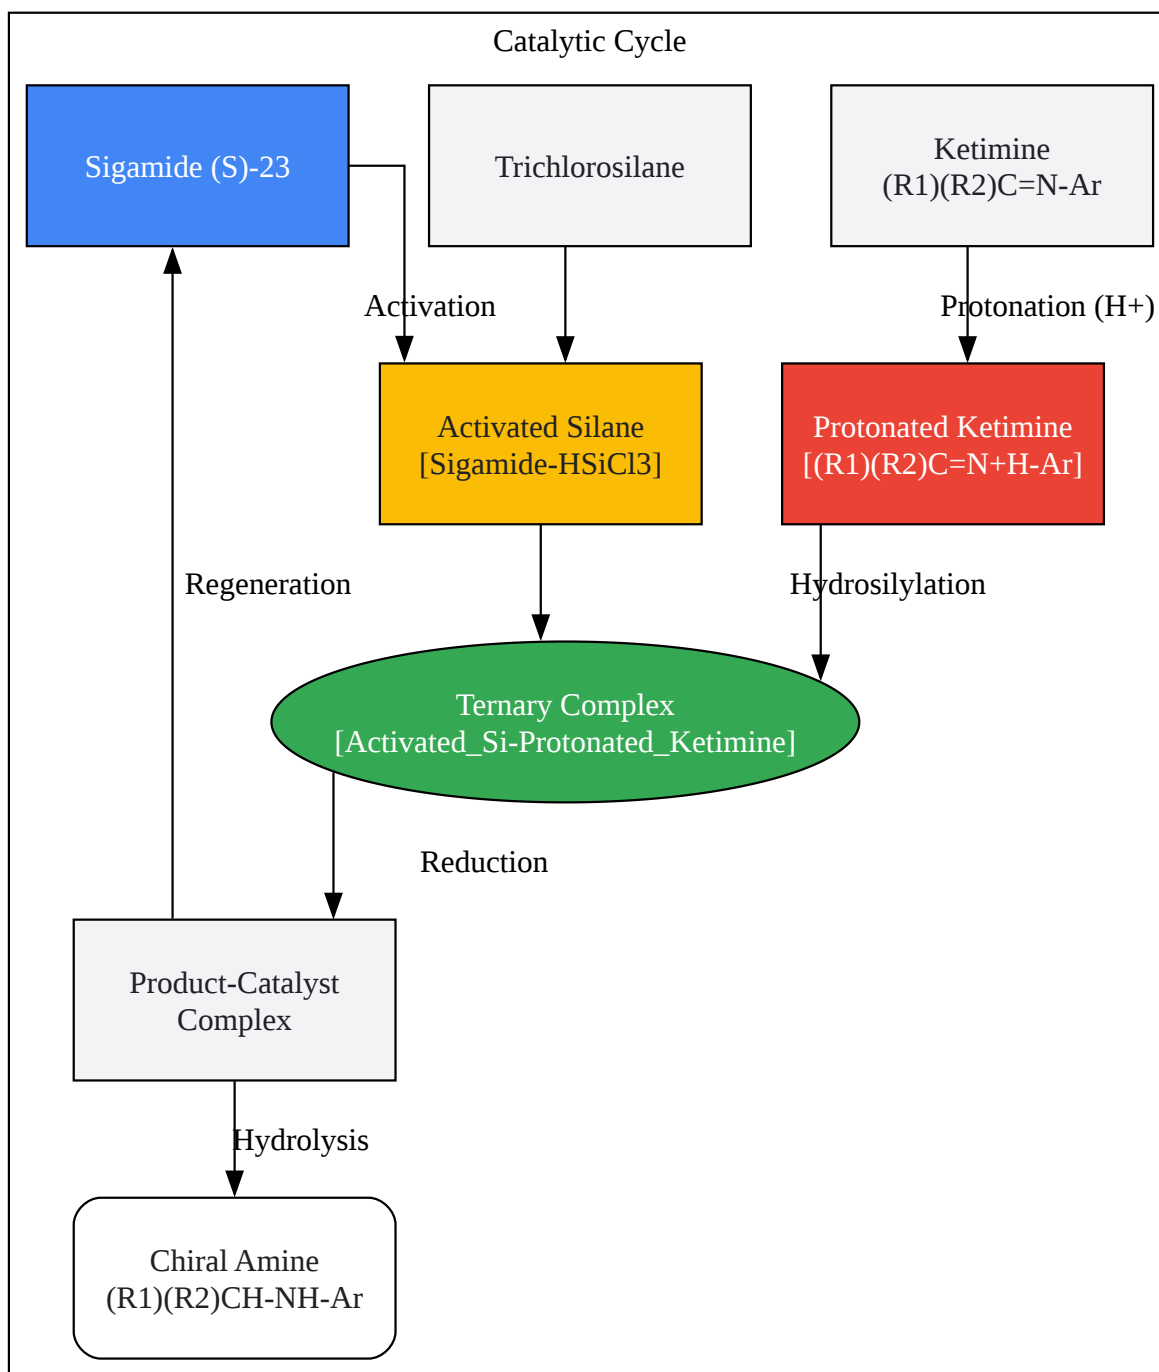 Catalytic Cycle
Sigamide (S)-23
Trichlorosilane
Ketimine
(R1)(R2)C=N-Ar
Activation
Protonation (H+)
Activated Silane
[Sigamide-HSiCl3]
Protonated Ketimine
[(R1)(R2)C=N+H-Ar]
Regeneration
Hydrosilylation
Ternary Complex
[Activated_Si-Protonated_Ketimine]
Reduction
Product-Catalyst
Complex
Hydrolysis
Chiral Amine
(R1)(R2)CH-NH-Ar